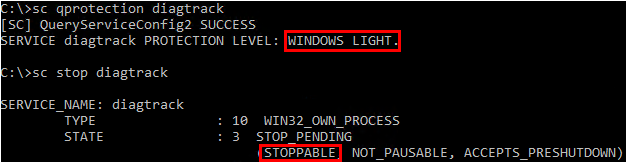 C:\>sc qprotection diagtrack
[SC] QueryServiceConfig2 SUCCESS
SERVICE diagtrack PROTECTION LEVEL: WINDOWS LIGHT.
C:\>sc stop diagtrack
SERVICE_NAME: diagtrack
TYPE : 10 WIN32_OWN_PROCESS
STATE : 3 STOP_PENDING
(STOPPABLE, NOT_PAUSABLE, ACCEPTS_PRESHUTDOWN)